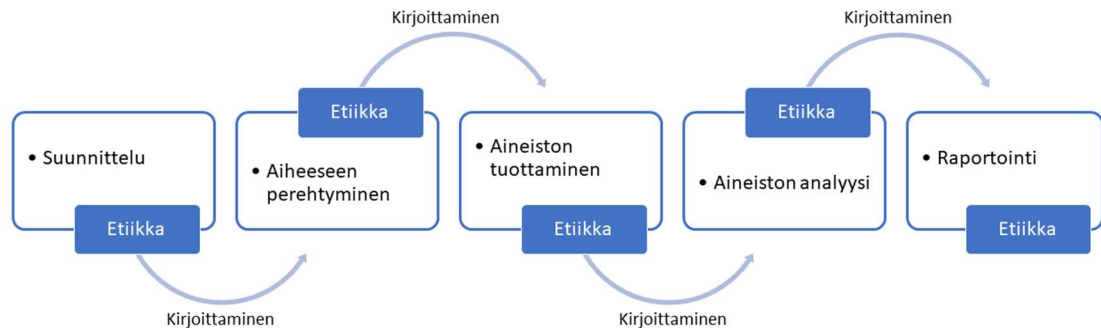 Kirjoittaminen
Kirjoittaminen
Etiikka
Etiikka
• Suunnittelu
• Aiheeseen
perehtyminen
• Aineiston
tuottaminen
• Aineiston analyysi
• Raportointi
Etiikka
Etiikka
Etiikka
Kirjoittaminen
Kirjoittaminen